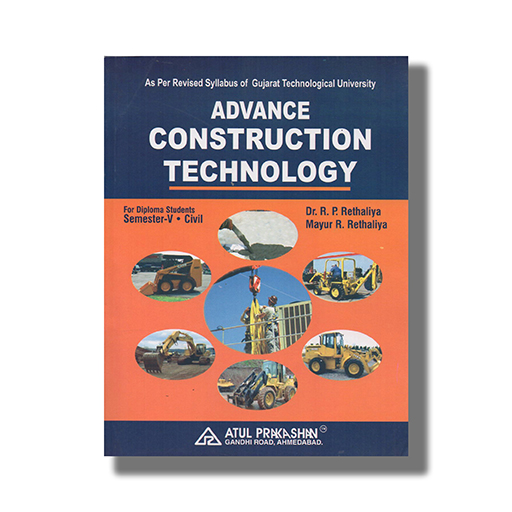 As Per Revised Syllabus of Gujarat Technological University
ADVANCE
CONSTRUCTION
TECHNOLOGY
For Diploma Students
Semester-V • Civil
Dr. R. P. Rethaliya
Mayur R. Rethaliya
ATUL PRAKASHAN
GANDHI ROAD, AHMEDABAD.